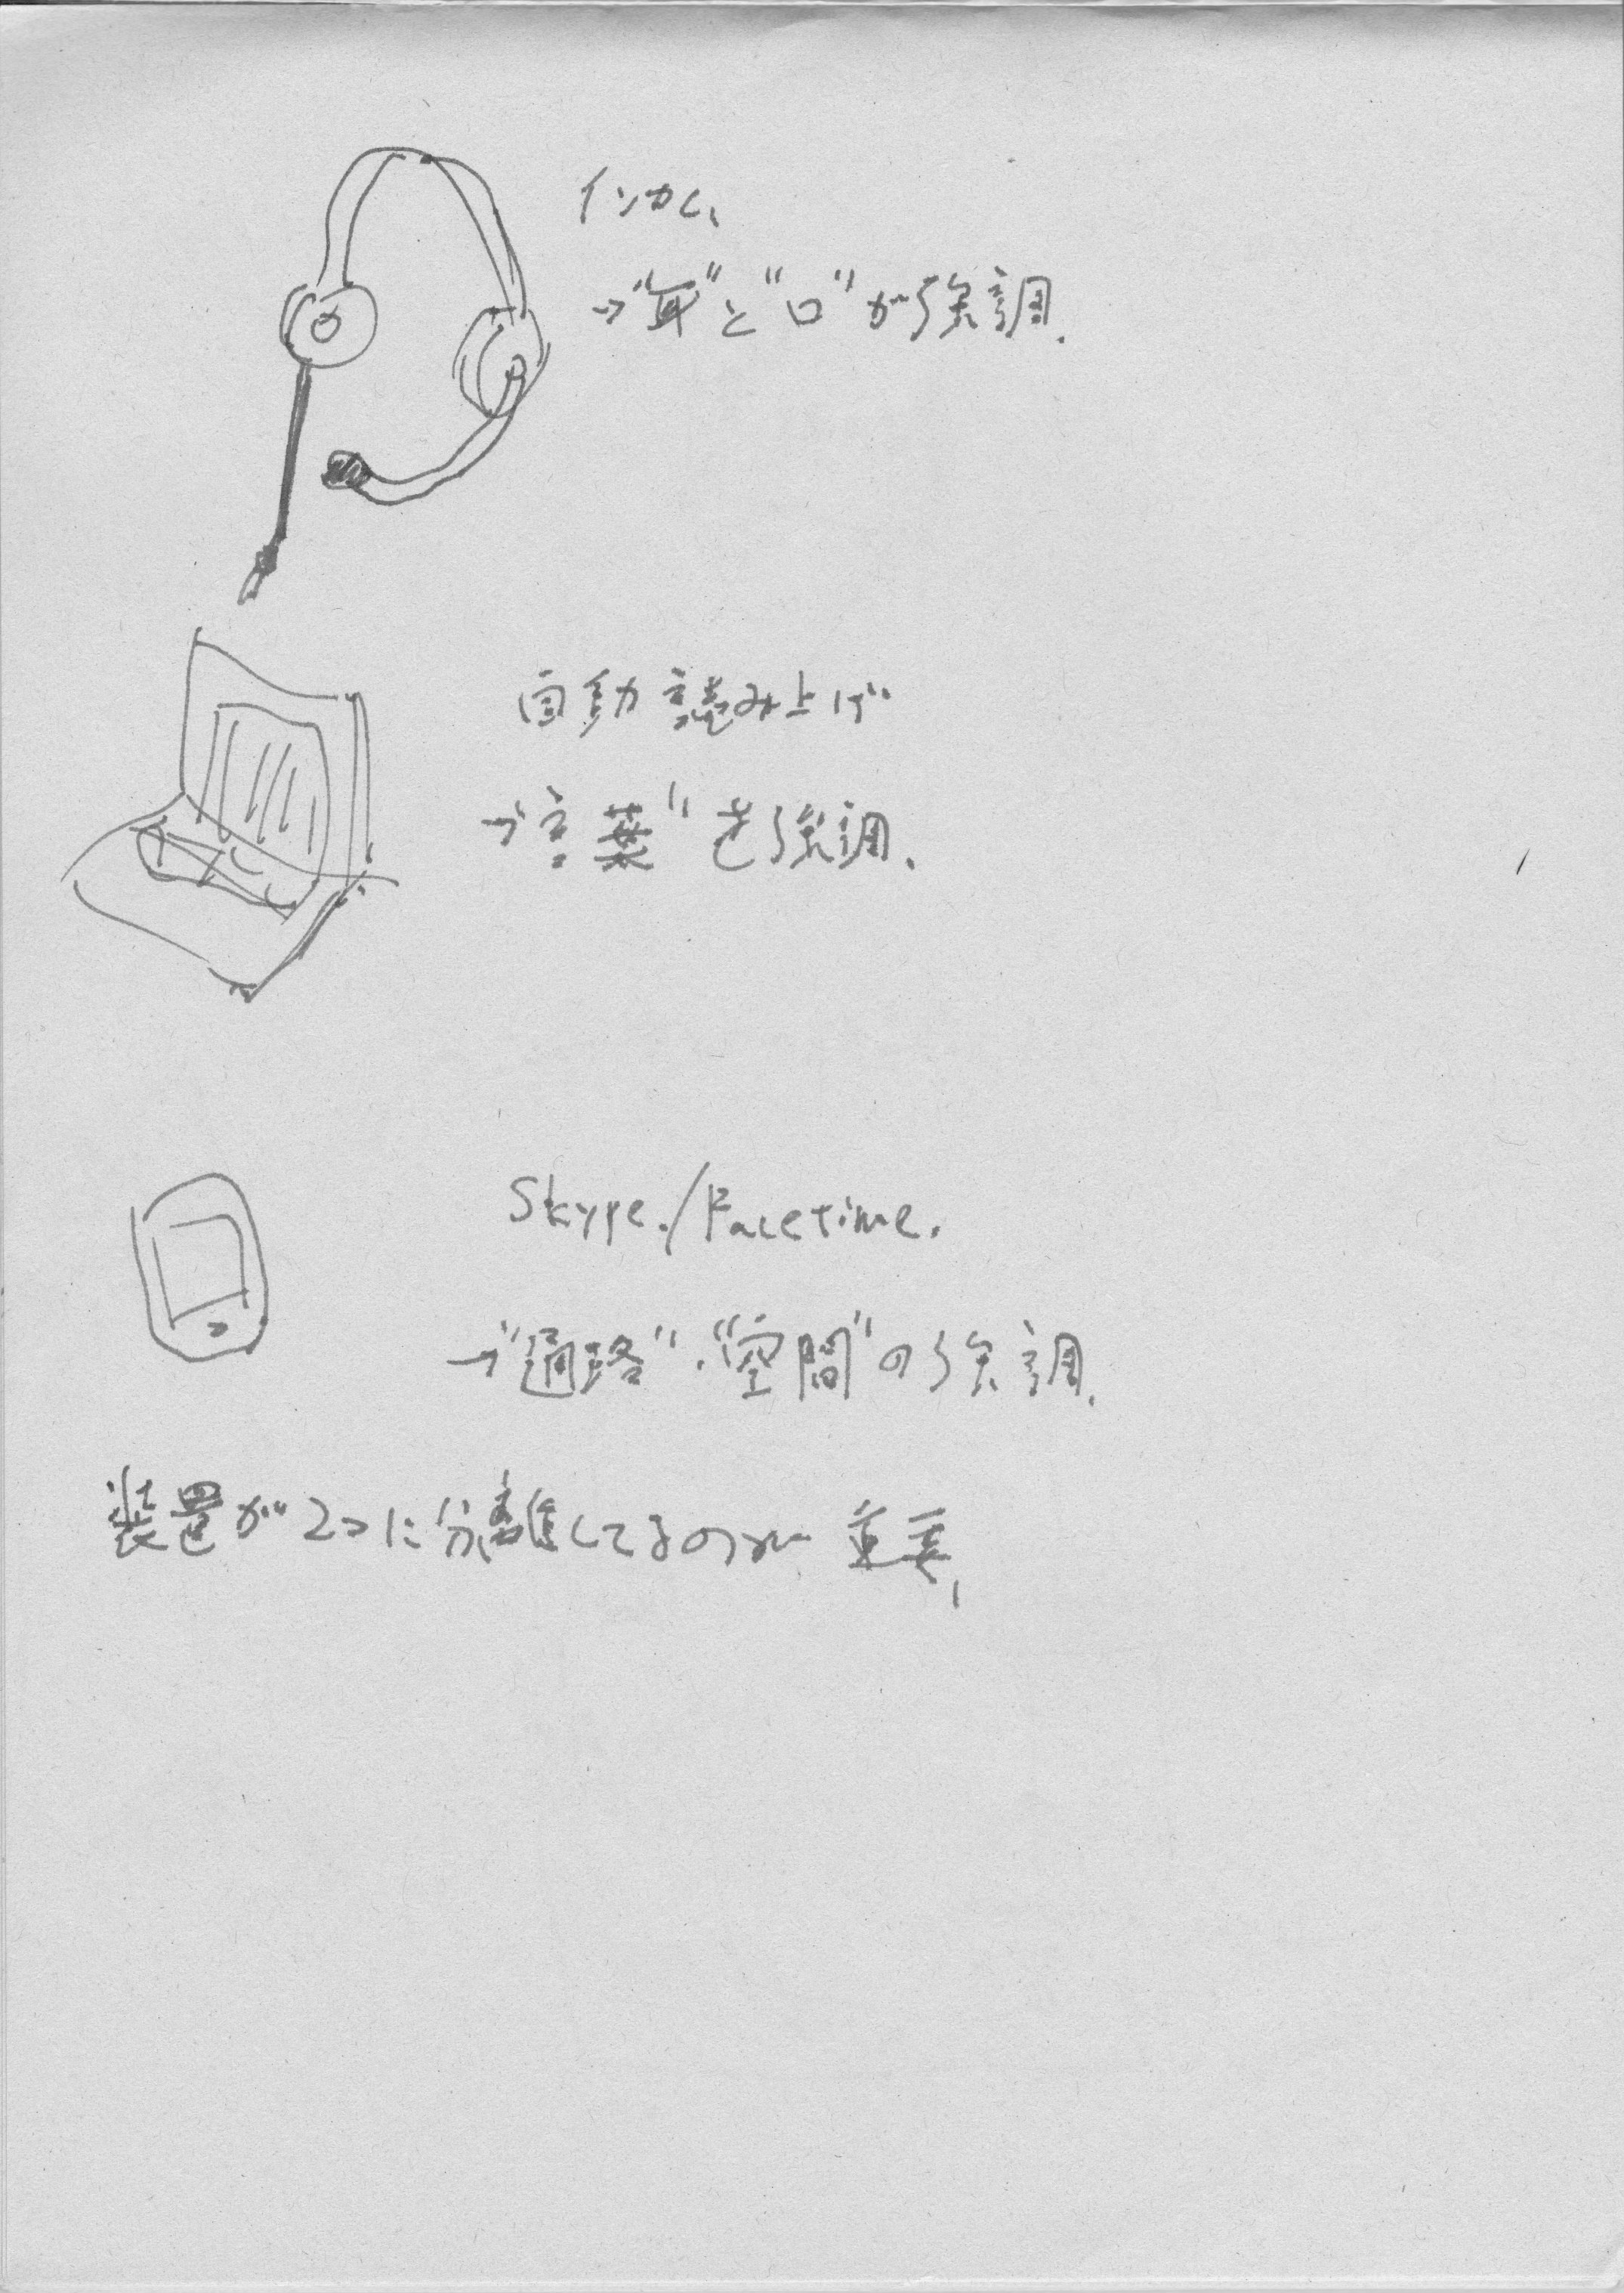 インカム、
→"耳"と"口"が強調.
自動読み上げ
→言葉"を強調.
Skype./Facetime.
→"通路"・"空間"の強調.
装置が2つに分離してるのが重要,